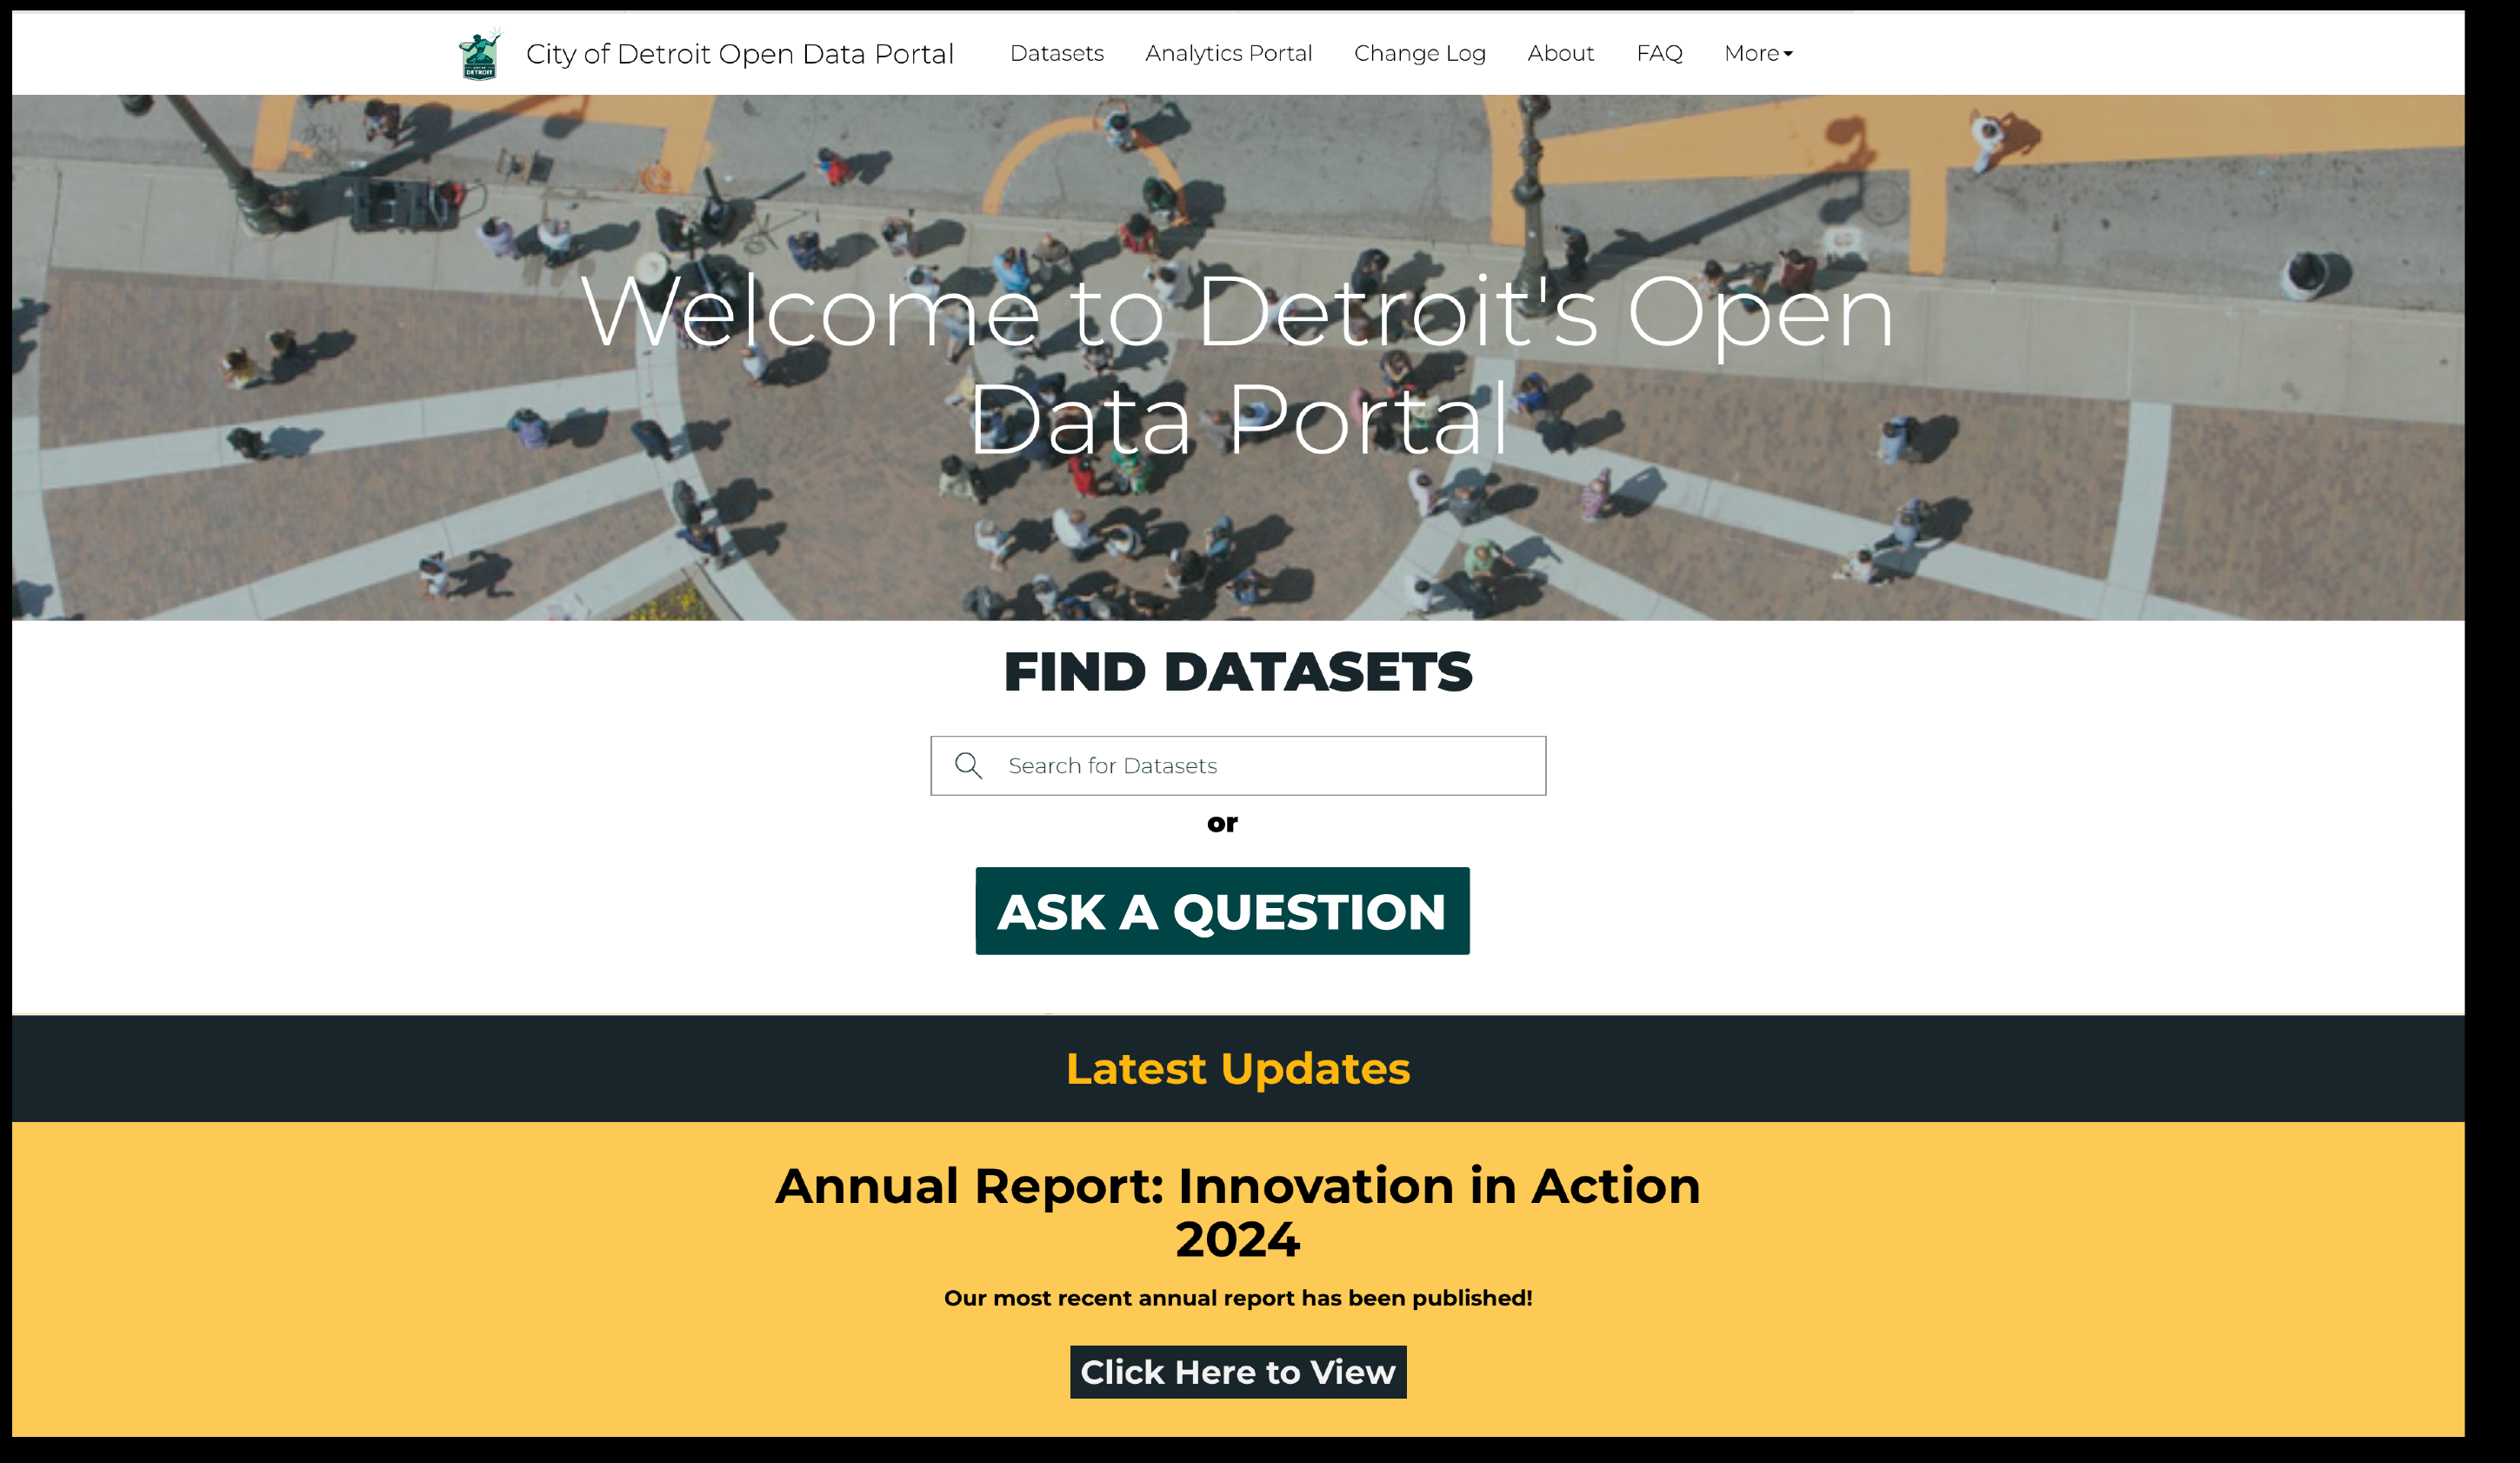 DETROIT
City of Detroit Open Data Portal
Datasets
Analytics Portal
Change Log
About
FAQ
More
Welcome to Detroit's Open
Data Portal
FIND DATASETS
Search for Datasets
or
ASK A QUESTION
Latest Updates
Annual Report: Innovation in Action
2024
Our most recent annual report has been published!
Click Here to View